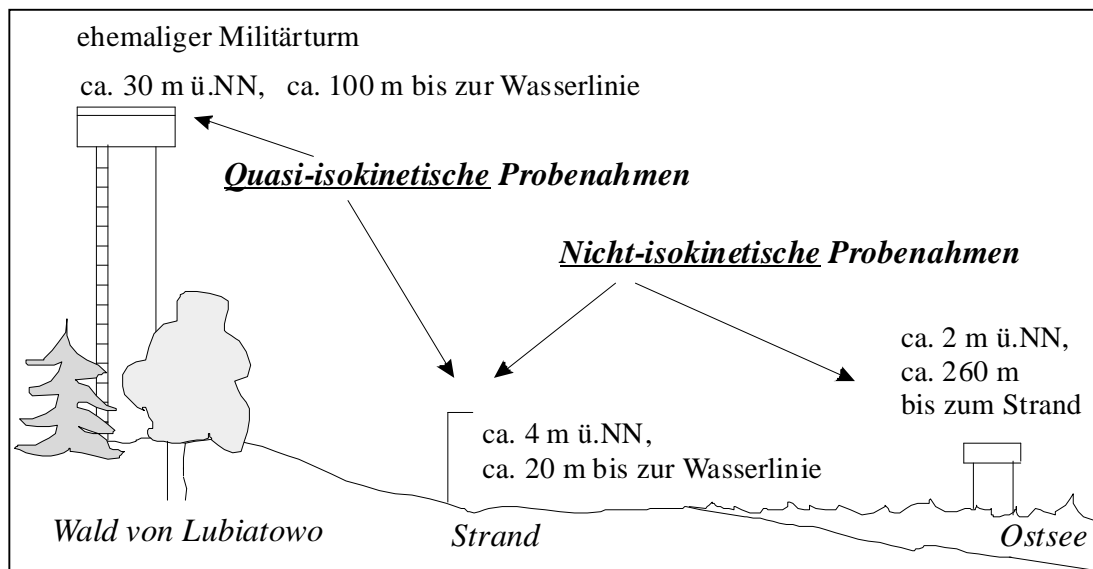 ehemaliger Militärturm
ca. 30 m ü.NN, ca. 100 m bis zur Wasserlinie
Quasi-isokinetische Probenahmen
Nicht-isokinetische Probenahmen
ca. 2 m ü.NN,
ca. 260 m
bis zum Strand
ca. 4 m ü.NN,
ca. 20 m bis zur Wasserlinie
Wald von Lubiatowo
Strand
Ostsee